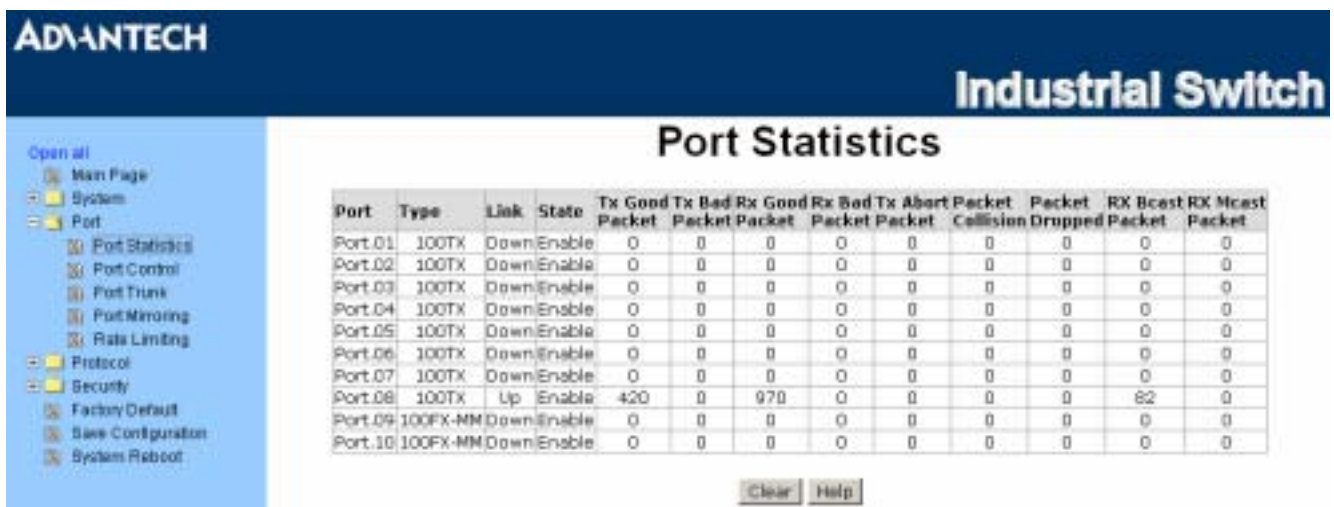 ADVANTECH
Industrial Switch
Open all
Main Page
System
Port
Port Statistics
Port Control
Port Trunk
Port Mirroring
Rate Limiting
Protocol
Security
Factory Default
Save Configuration
System Reboot
Port Statistics
Port Type Link State Tx Good Packet Tx Bad Packet Rx Good Packet Rx Bad Packet Tx Abort Packet Packet Collision Packet Dropped RX Bcast Packet RX Mcast Packet
Port.01 100TX Down Enable 0 0 0 0 0 0 0 0 0
Port.02 100TX Down Enable 0 0 0 0 0 0 0 0 0
Port.03 100TX Down Enable 0 0 0 0 0 0 0 0 0
Port.04 100TX Down Enable 0 0 0 0 0 0 0 0 0
Port.05 100TX Down Enable 0 0 0 0 0 0 0 0 0
Port.06 100TX Down Enable 0 0 0 0 0 0 0 0 0
Port.07 100TX Down Enable 0 0 0 0 0 0 0 0 0
Port.08 100TX Up Enable 420 0 970 0 0 0 0 82 0
Port.09 100FX-MM Down Enable 0 0 0 0 0 0 0 0 0
Port.10 100FX-MM Down Enable 0 0 0 0 0 0 0 0 0
Clear Help